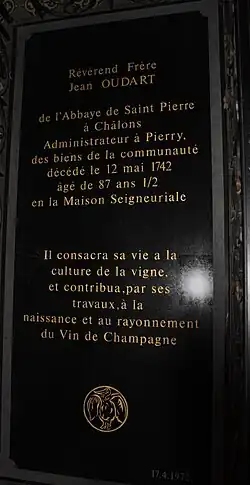 Révérend Frère
Jean OUDART
de l'Abbaye de Saint Pierre
à Châlons
Administrateur à Pierry,
des biens de la communauté
décédé le 12 mai 1742
âgé de 87 ans 1/2
en la Maison Seigneuriale
Il consacra sa vie a la
culture de la vigne,
et contribua,par ses
travaux,à la
naissance et au rayonnement
du Vin de Champagne